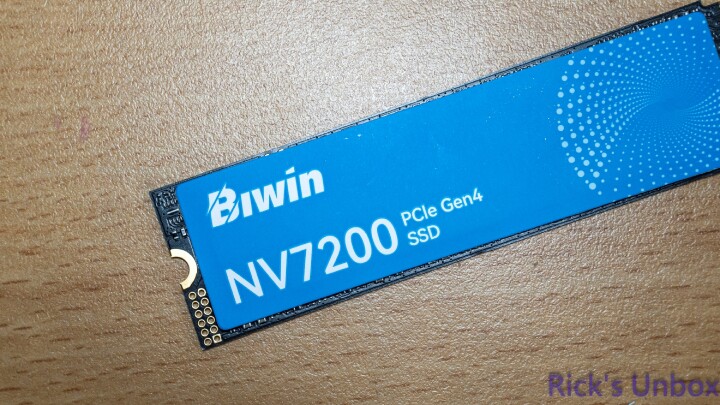 Biwin
NV7200
PCIe Gen4
SSD
Rick's Unbox